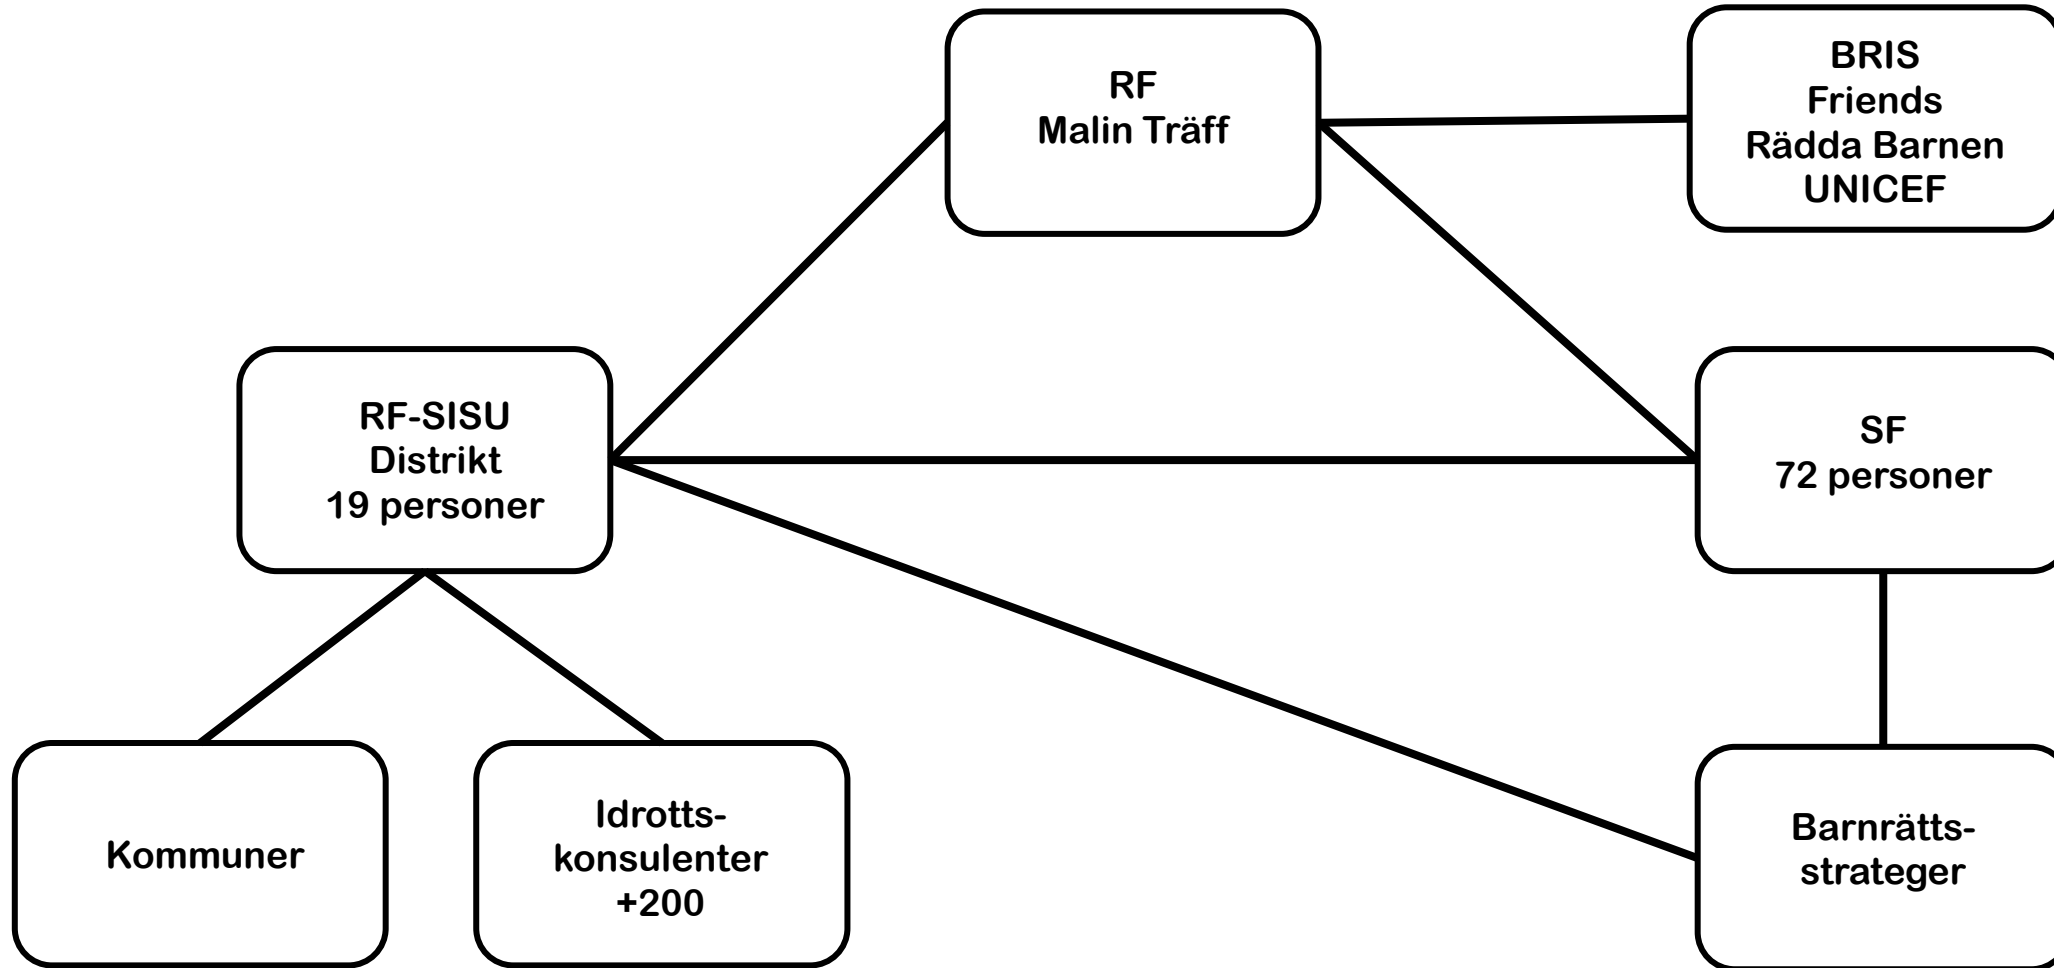 RF
Malin Träff
BRIS
Friends
Rädda Barnen
UNICEF
RF-SISU
Distrikt
19 personer
SF
72 personer
Kommuner
Idrotts-
konsulenter
+200
Barnrätts-
strateger